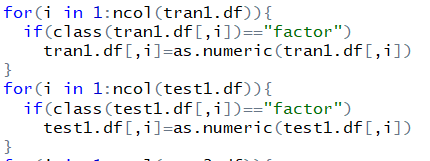 for(i in 1:ncol(tran1.df)){
  if(class(tran1.df[,i])=="factor")
    tran1.df[,i]=as.numeric(tran1.df[,i])
}
for(i in 1:ncol(test1.df)){
  if(class(test1.df[,i])=="factor")
    test1.df[,i]=as.numeric(test1.df[,i])
}